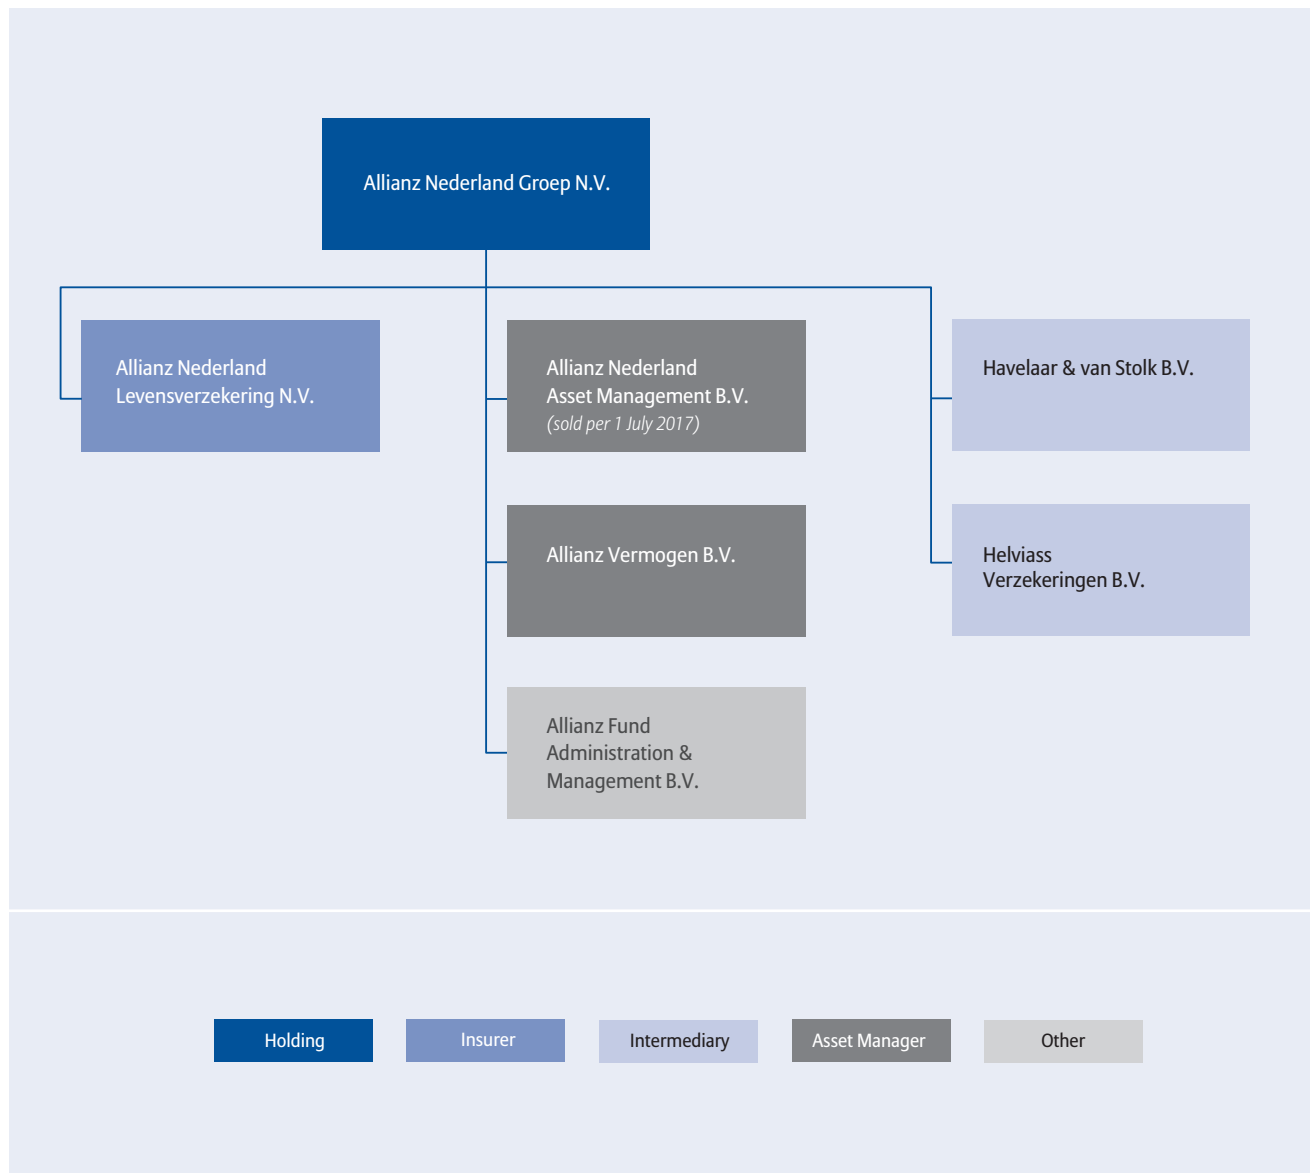 Allianz Nederland Groep N.V.
Allianz Nederland
Levensverzekering N.V.
Allianz Nederland
Asset Management B.V.
(sold per 1 July 2017)
Havelaar & van Stolk B.V.
Allianz Vermogen B.V.
Helviass
Verzekeringen B.V.
Allianz Fund
Administration &
Management B.V.
Holding
Insurer
Intermediary
Asset Manager
Other